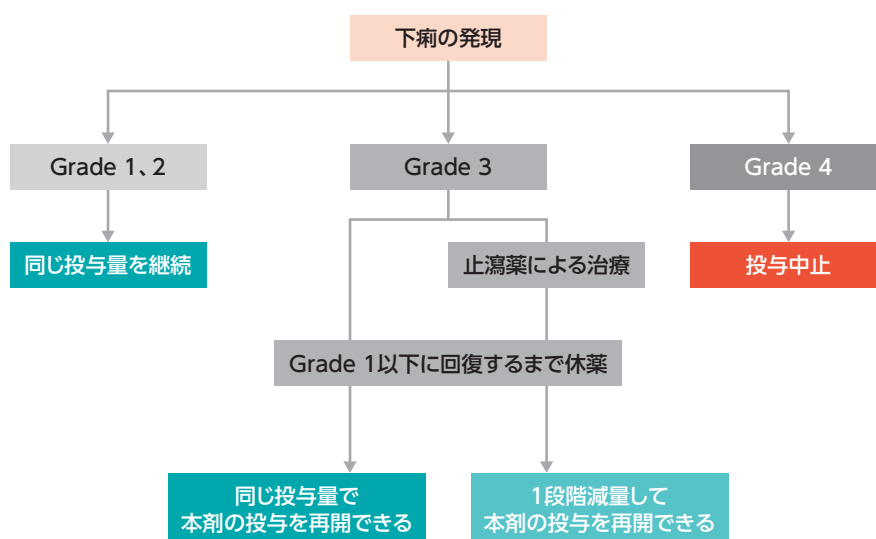 下痢の発現
Grade 1、2
Grade 3
Grade 4
同じ投与量を継続
止瀉薬による治療
投与中止
Grade 1以下に回復するまで休薬
同じ投与量で
本剤の投与を再開できる
1段階減量して
本剤の投与を再開できる